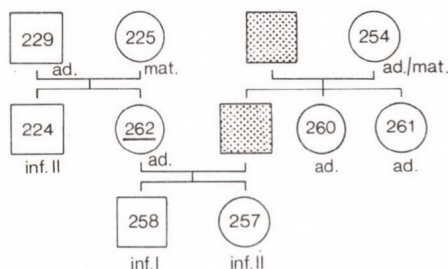 229 225 254
ad. mat. ad./mat.
224 262 260 261
inf. II ad. ad. ad.
258 257
inf. I inf. II